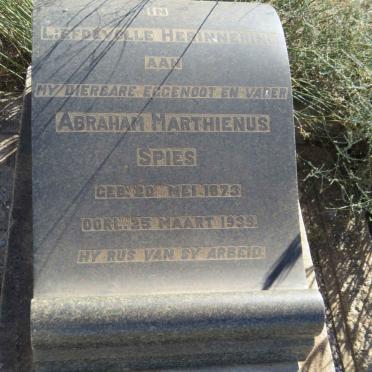 IN
LIEFDEVOLLE HERINNERING
AAN
MY DIERBARE EGGENOOT EN VADER
ABRAHAM MARTHIENUS
SPIES
GEB. 20 MEI 1873
OORL. 25 MAART 1939
HY RUS VAN SY ARBEID